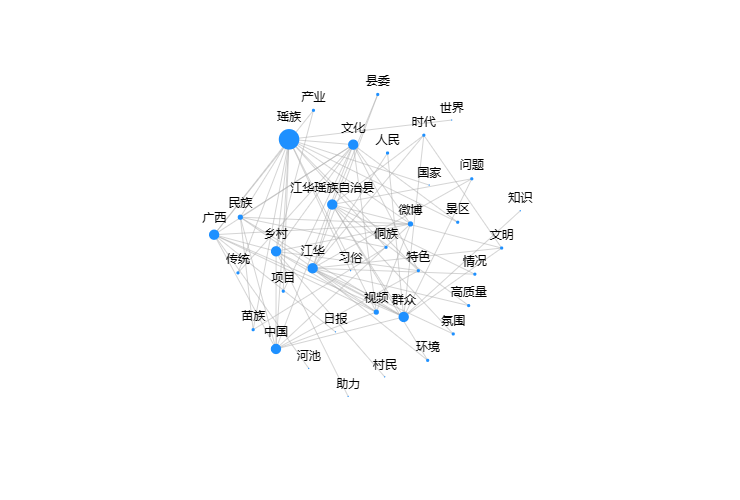 县委
产业
世界
瑶族
时代
文化
人民
问题
国家
江华瑶族自治县
知识
民族
微博
景区
广西
乡村
侗族
文明
江华
习俗
特色
传统
情况
项目
高质量
视频
群众
苗族
日报
氛围
中国
环境
河池
村民
助力